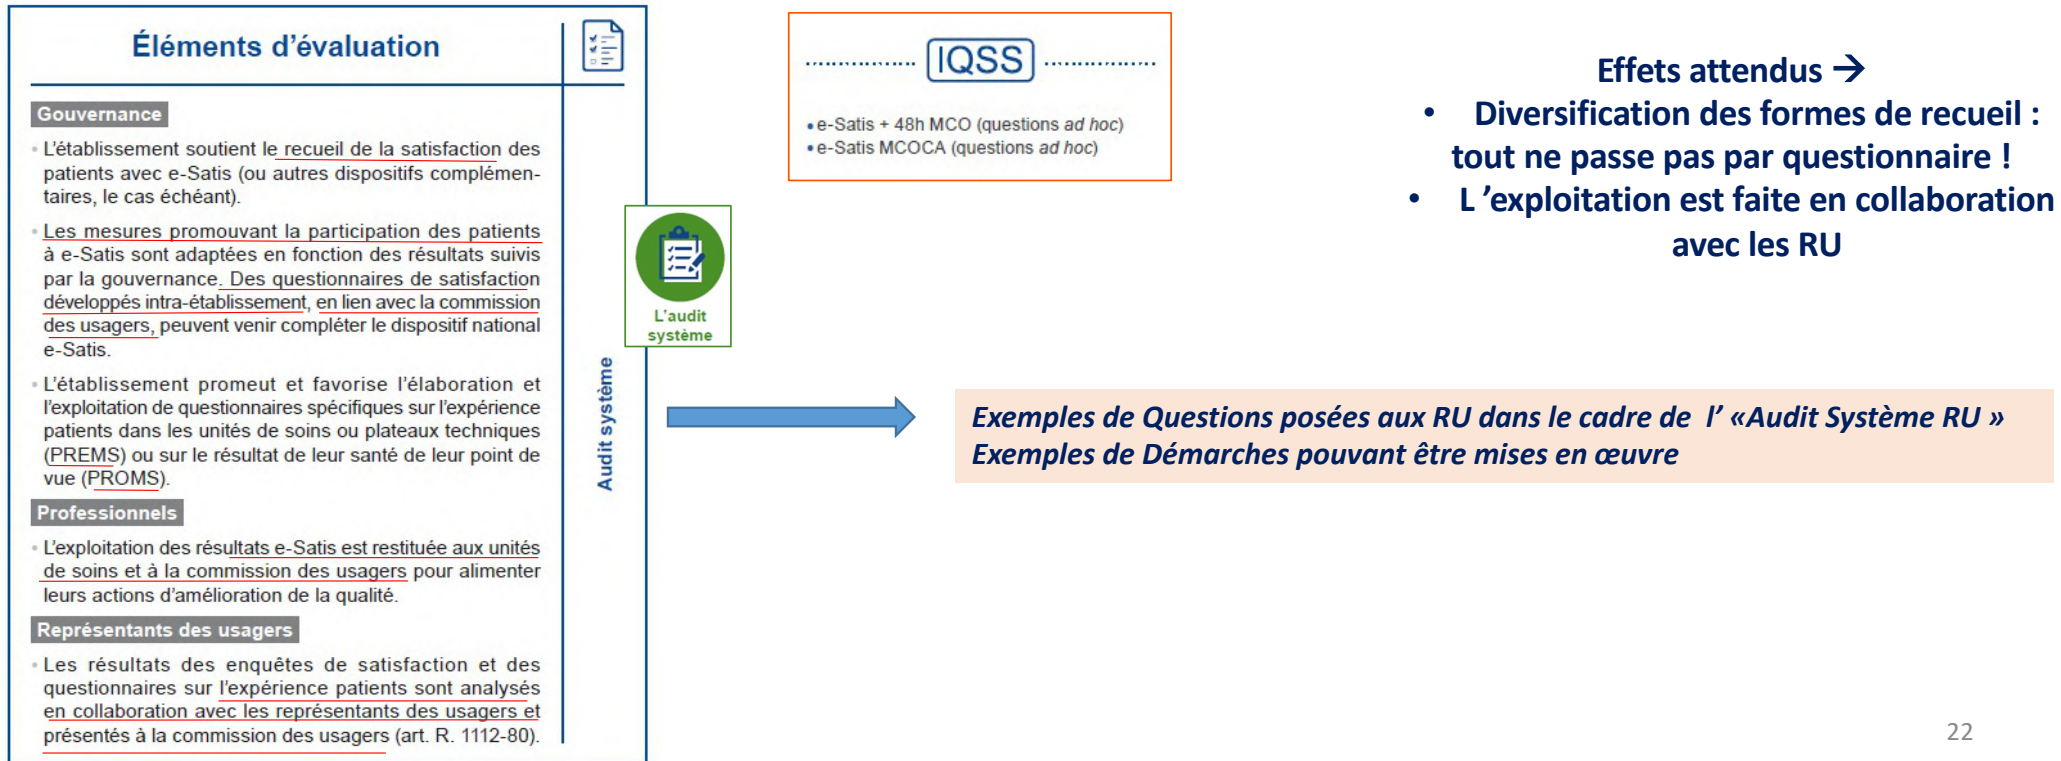 Éléments d’évaluation
Gouvernance
• L’établissement soutient le recueil de la satisfaction des
patients avec e-Satis (ou autres dispositifs complémen-
taires, le cas échéant).
• Les mesures promouvant la participation des patients
à e-Satis sont adaptées en fonction des résultats suivis
par la gouvernance. Des questionnaires de satisfaction
développés intra-établissement, en lien avec la commission
des usagers, peuvent venir compléter le dispositif national
e-Satis.
• L’établissement promeut et favorise l’élaboration et
l’exploitation de questionnaires spécifiques sur l’expérience
patients dans les unités de soins ou plateaux techniques
(PREMS) ou sur le résultat de leur santé de leur point de
vue (PROMS).
Professionnels
• L’exploitation des résultats e-Satis est restituée aux unités
de soins et à la commission des usagers pour alimenter
leurs actions d’amélioration de la qualité.
Représentants des usagers
• Les résultats des enquêtes de satisfaction et des
questionnaires sur l’expérience patients sont analysés
en collaboration avec les représentants des usagers et
présentés à la commission des usagers (art. R. 1112-80).
Audit système
L’audit
système
IQSS
• e-Satis + 48h MCO (questions ad hoc)
• e-Satis MCOCA (questions ad hoc)
Effets attendus →
• Diversification des formes de recueil :
tout ne passe pas par questionnaire !
• L ’exploitation est faite en collaboration
avec les RU
Exemples de Questions posées aux RU dans le cadre de l’ «Audit Système RU »
Exemples de Démarches pouvant être mises en œuvre
22